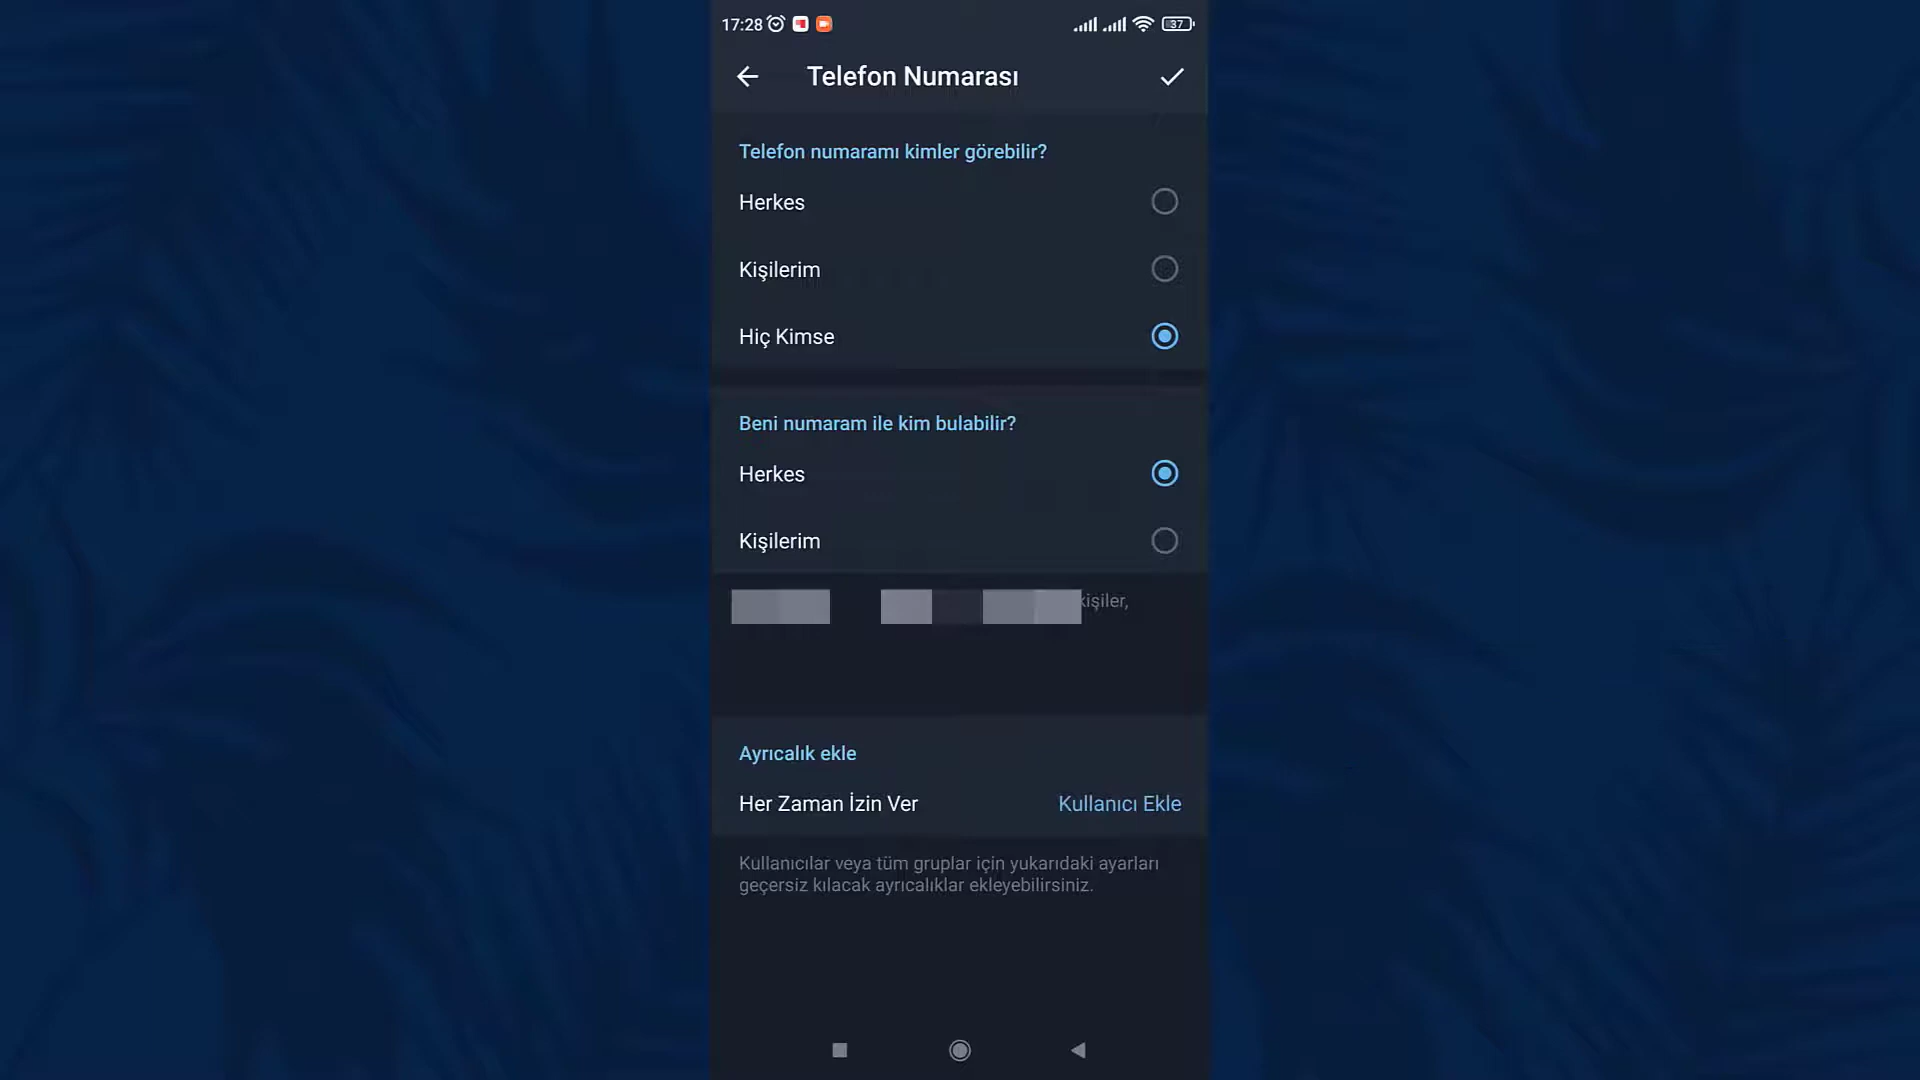 17:28
37
Telefon Numarası
Telefon numaramı kimler görebilir?
Herkes
Kişilerim
Hiç Kimse
Beni numaram ile kim bulabilir?
Herkes
Kişilerim
kişiler,
Ayrıcalık ekle
Her Zaman İzin Ver
Kullanıcı Ekle
Kullanıcılar veya tüm gruplar için yukarıdaki ayarları
geçersiz kılacak ayrıcalıklar ekleyebilirsiniz.